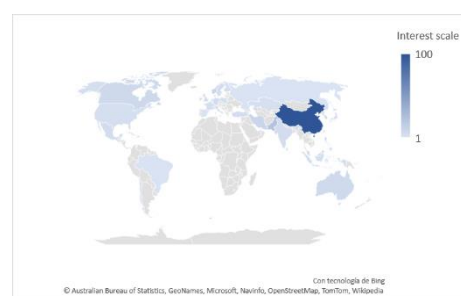 Interest scale
100
1
Con tecnología de Bing
© Australian Bureau of Statistics, GeoNames, Microsoft, Navinfo, OpenStreetMap, TomTom, Wikipedia